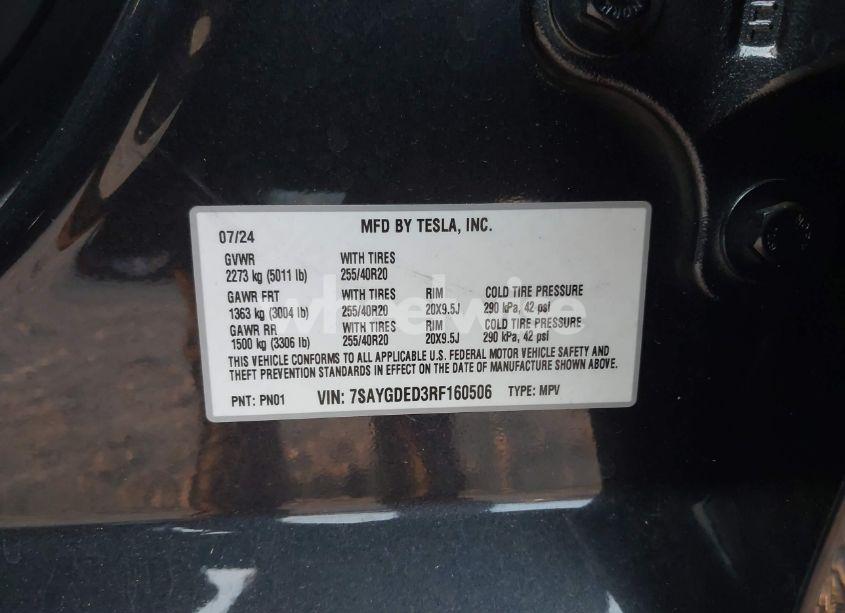 MFD BY TESLA, INC.
07/24
GVWR WITH TIRES
2273 kg (5011 lb) 255/40R20
GAWR FRT WITH TIRES RIM COLD TIRE PRESSURE
1363 kg (3004 lb) 255/40R20 20X9.5J 290 kPa, 42 psi
GAWR RR WITH TIRES RIM COLD TIRE PRESSURE
1500 kg (3306 lb) 255/40R20 20X9.5J 290 kPa, 42 psi
THIS VEHICLE CONFORMS TO ALL APPLICABLE U.S. FEDERAL MOTOR VEHICLE SAFETY AND
THEFT PREVENTION STANDARDS IN EFFECT ON THE DATE OF MANUFACTURE SHOWN ABOVE.
PNT: PN01 VIN: 7SAYGDED3RF160506 TYPE: MPV